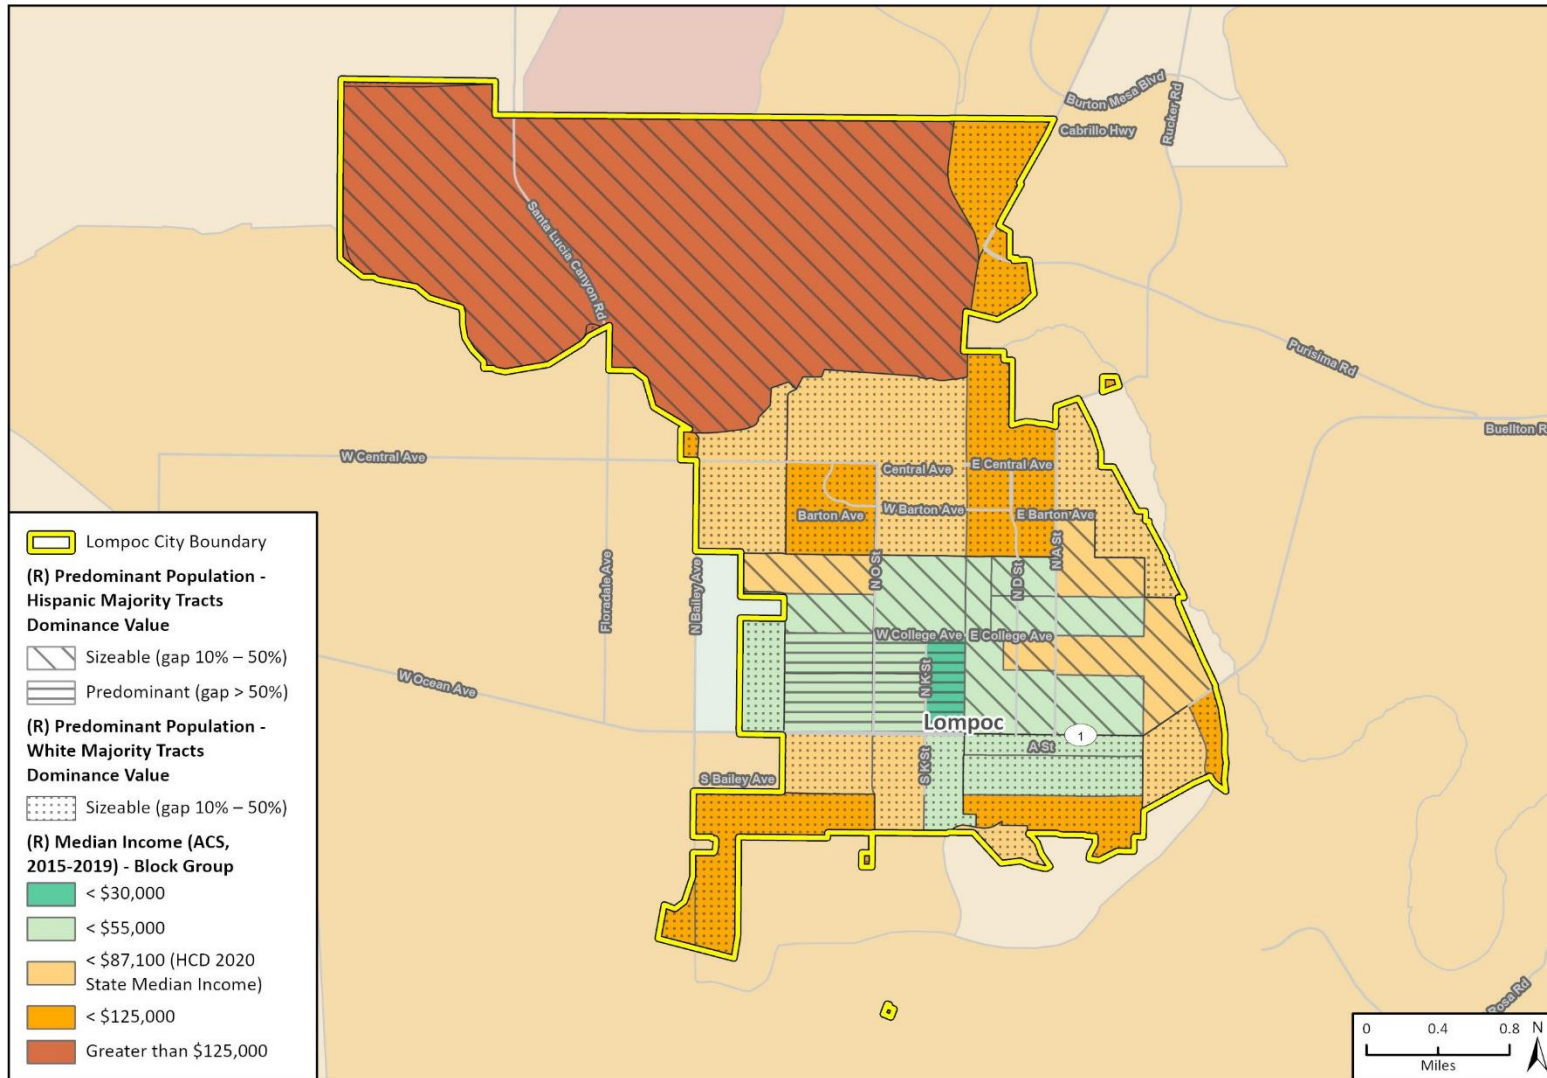 Burton Mesa Blvd
Rucker Rd
Cabrillo Hwy
Santa Lucia Canyon Rd
Purisima Rd
Buellton R
W Central Ave
Central Ave
E Central Ave
Barton Ave
W Barton Ave
E Barton Ave
N O St
N D St
N A St
Floradale Ave
N Bailey Ave
W College Ave
E College Ave
N K St
W Ocean Ave
Lompoc
1
A St
S K St
S Bailey Ave
Rosa Rd
Lompoc City Boundary
(R) Predominant Population -
Hispanic Majority Tracts
Dominance Value
Sizeable (gap 10% – 50%)
Predominant (gap > 50%)
(R) Predominant Population -
White Majority Tracts
Dominance Value
Sizeable (gap 10% – 50%)
(R) Median Income (ACS,
2015-2019) - Block Group
< $30,000
< $55,000
< $87,100 (HCD 2020
State Median Income)
< $125,000
Greater than $125,000
0 0.4 0.8 N
Miles